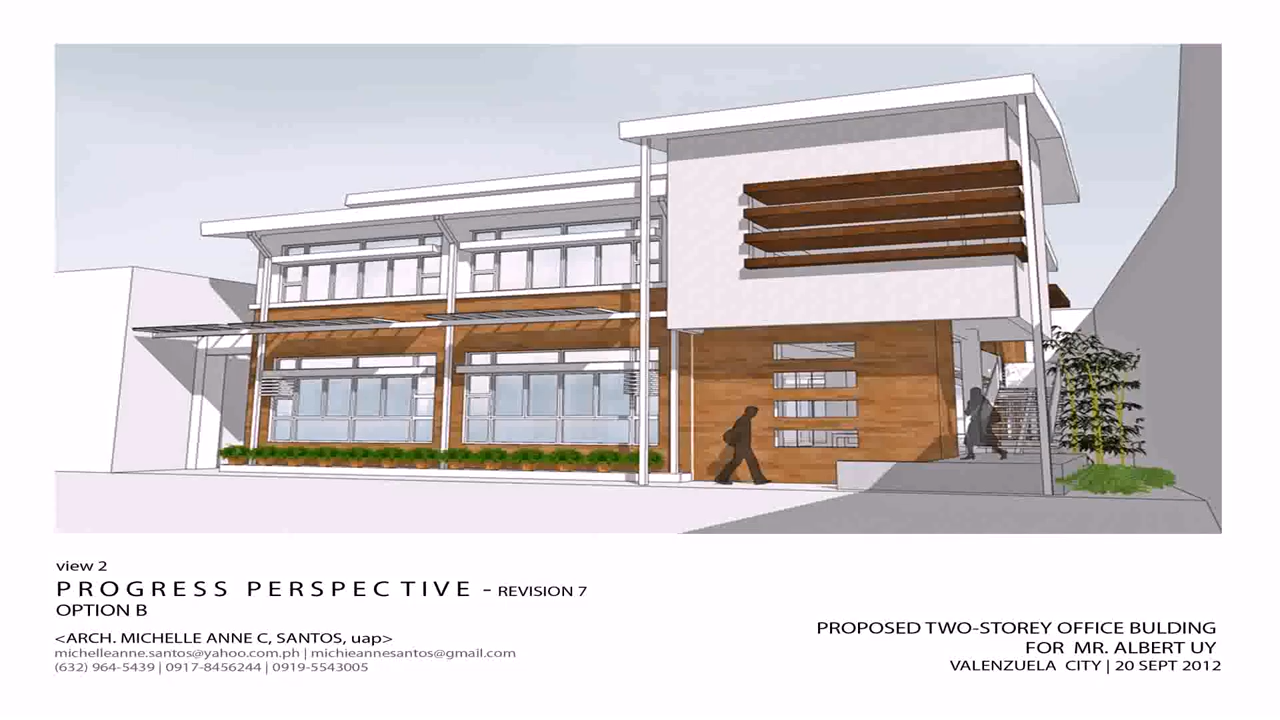 view 2
PROGRESS PERSPECTIVE - REVISION 7
OPTION B
<ARCH. MICHELLE ANNE C, SANTOS, uap>
michelleanne.santos@yahoo.com.ph | michieannesantos@gmail.com
(632) 964-5439 | 0917-8456244 | 0919-5543005
PROPOSED TWO-STOREY OFFICE BULDING
FOR MR. ALBERT UY
VALENZUELA CITY | 20 SEPT 2012